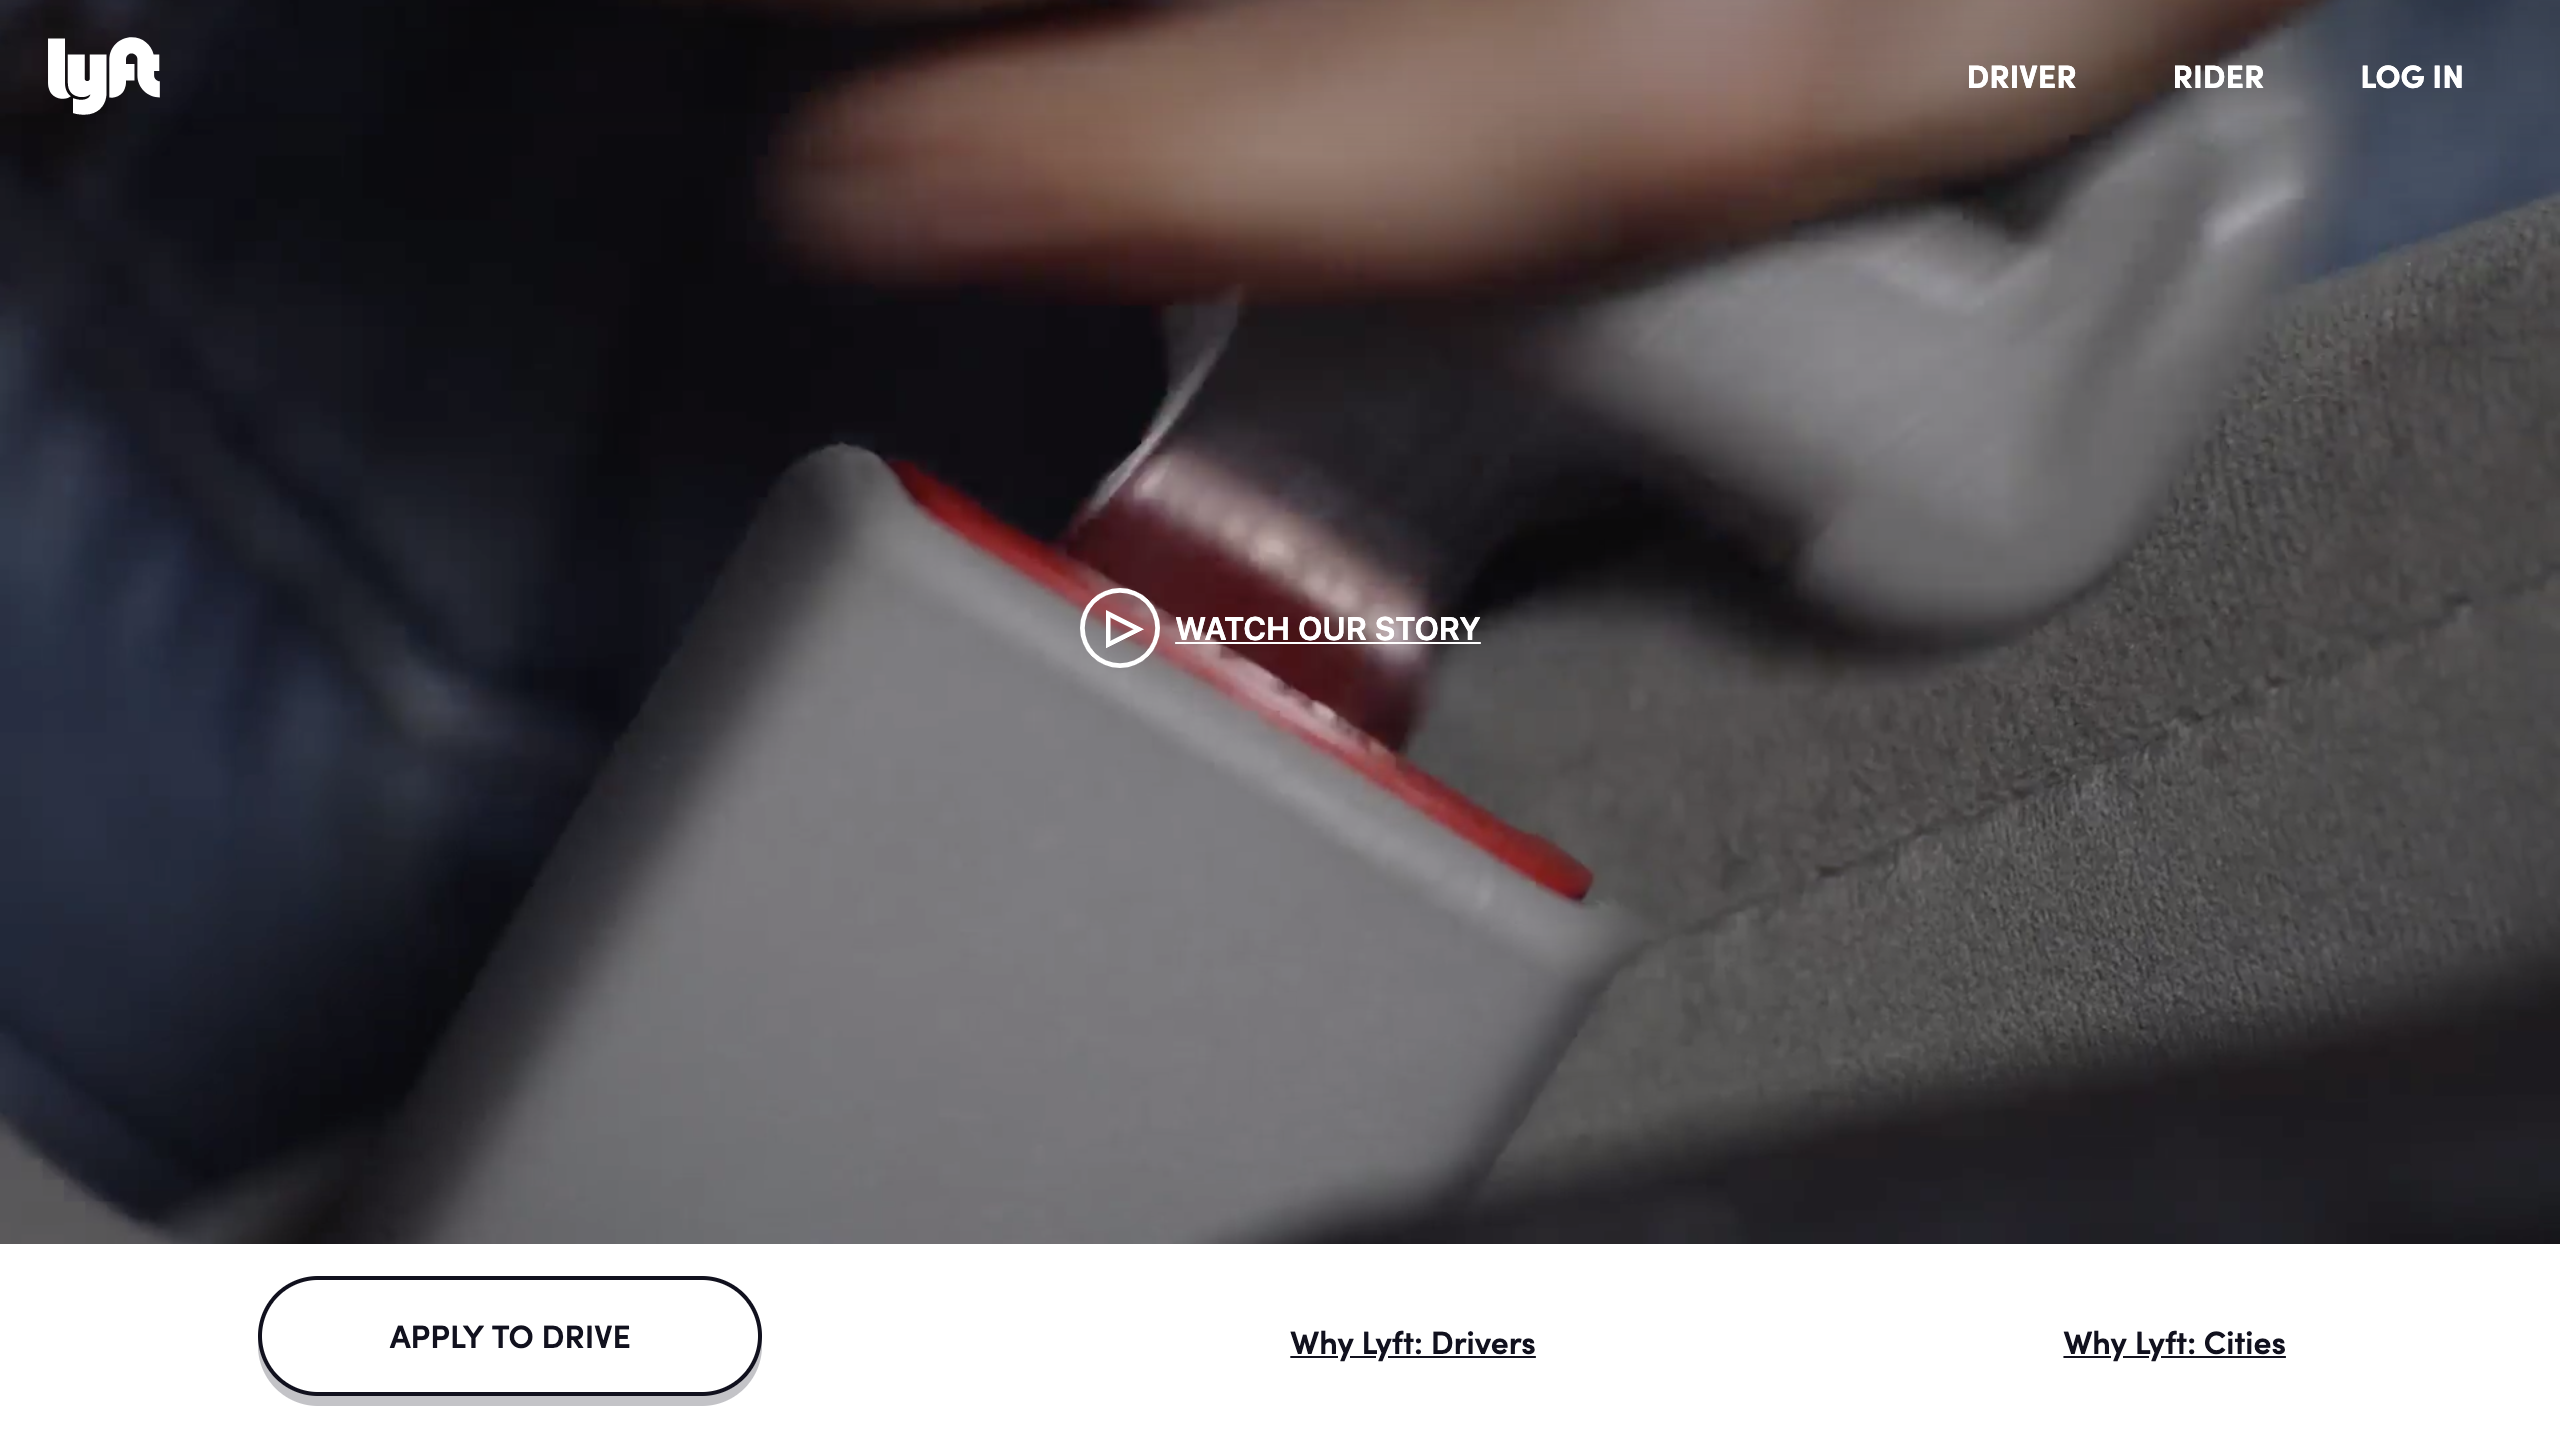 lyft
DRIVER
RIDER
LOG IN
WATCH OUR STORY
APPLY TO DRIVE
Why Lyft: Drivers
Why Lyft: Cities